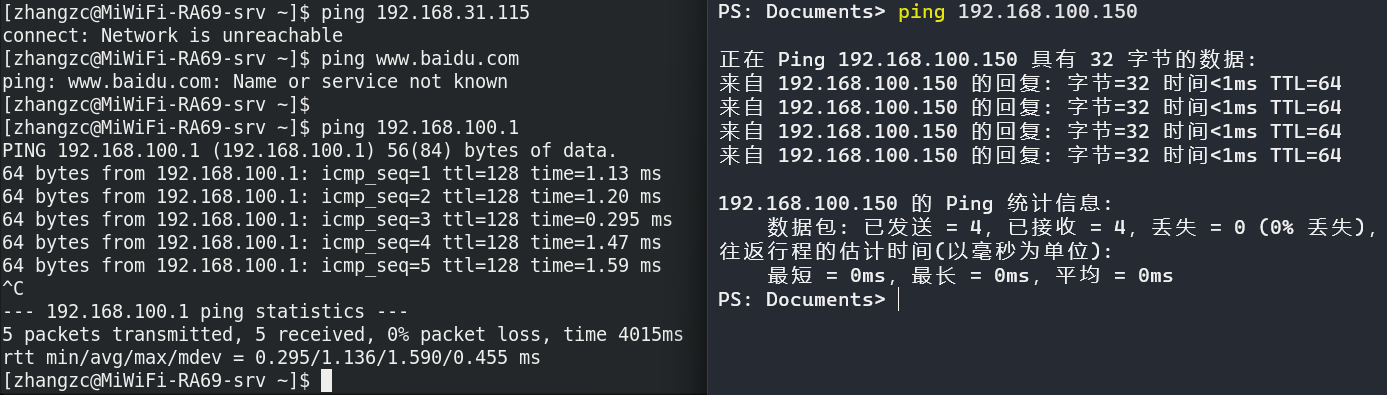 [zhangzc@MiWiFi-RA69-srv ~]$ ping 192.168.31.115
connect: Network is unreachable
[zhangzc@MiWiFi-RA69-srv ~]$ ping www.baidu.com
ping: www.baidu.com: Name or service not known
[zhangzc@MiWiFi-RA69-srv ~]$
[zhangzc@MiWiFi-RA69-srv ~]$ ping 192.168.100.1
PING 192.168.100.1 (192.168.100.1) 56(84) bytes of data.
64 bytes from 192.168.100.1: icmp_seq=1 ttl=128 time=1.13 ms
64 bytes from 192.168.100.1: icmp_seq=2 ttl=128 time=1.20 ms
64 bytes from 192.168.100.1: icmp_seq=3 ttl=128 time=0.295 ms
64 bytes from 192.168.100.1: icmp_seq=4 ttl=128 time=1.47 ms
64 bytes from 192.168.100.1: icmp_seq=5 ttl=128 time=1.59 ms
^C
--- 192.168.100.1 ping statistics ---
5 packets transmitted, 5 received, 0% packet loss, time 4015ms
rtt min/avg/max/mdev = 0.295/1.136/1.590/0.455 ms
[zhangzc@MiWiFi-RA69-srv ~]$
PS: Documents> ping 192.168.100.150
正在 Ping 192.168.100.150 具有 32 字节的数据:
来自 192.168.100.150 的回复: 字节=32 时间<1ms TTL=64
来自 192.168.100.150 的回复: 字节=32 时间<1ms TTL=64
来自 192.168.100.150 的回复: 字节=32 时间<1ms TTL=64
来自 192.168.100.150 的回复: 字节=32 时间<1ms TTL=64
192.168.100.150 的 Ping 统计信息:
数据包: 已发送 = 4, 已接收 = 4, 丢失 = 0 (0% 丢失),
往返行程的估计时间(以毫秒为单位):
最短 = 0ms, 最长 = 0ms, 平均 = 0ms
PS: Documents>